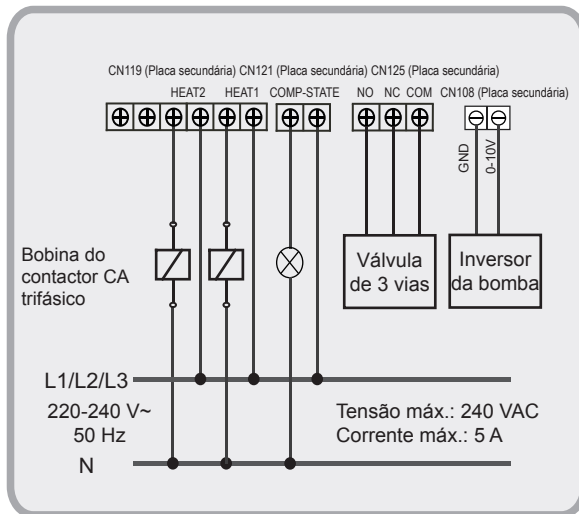 CN119 (Placa secundária) CN121 (Placa secundária) CN125 (Placa secundária)
HEAT2 HEAT1 COMP-STATE NO NC COM CN108 (Placa secundária)
GND
0-10V
Bobina do
contactor CA
trifásico
Válvula
de 3 vias
Inversor
da bomba
L1/L2/L3
220-240 V~
50 Hz
N
Tensão máx.: 240 VAC
Corrente máx.: 5 A